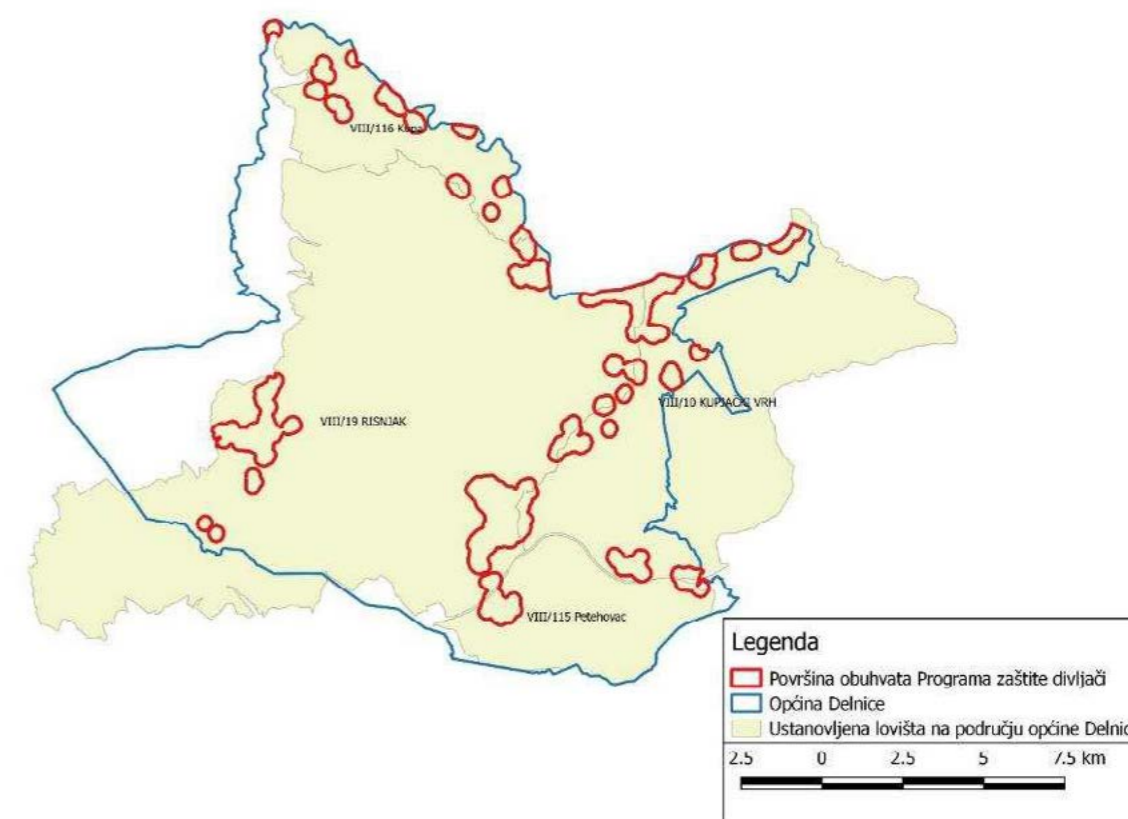 VIII/116 Kupa
VIII/19 RISNJAK
VIII/10 KUPJAČKI VRH
VIII/115 Petehovac
Legenda
Površina obuhvata Programa zaštite divljači
Općina Delnice
Ustanovljena lovišta na području općine Delnic
2.5 0 2.5 5 7.5 km